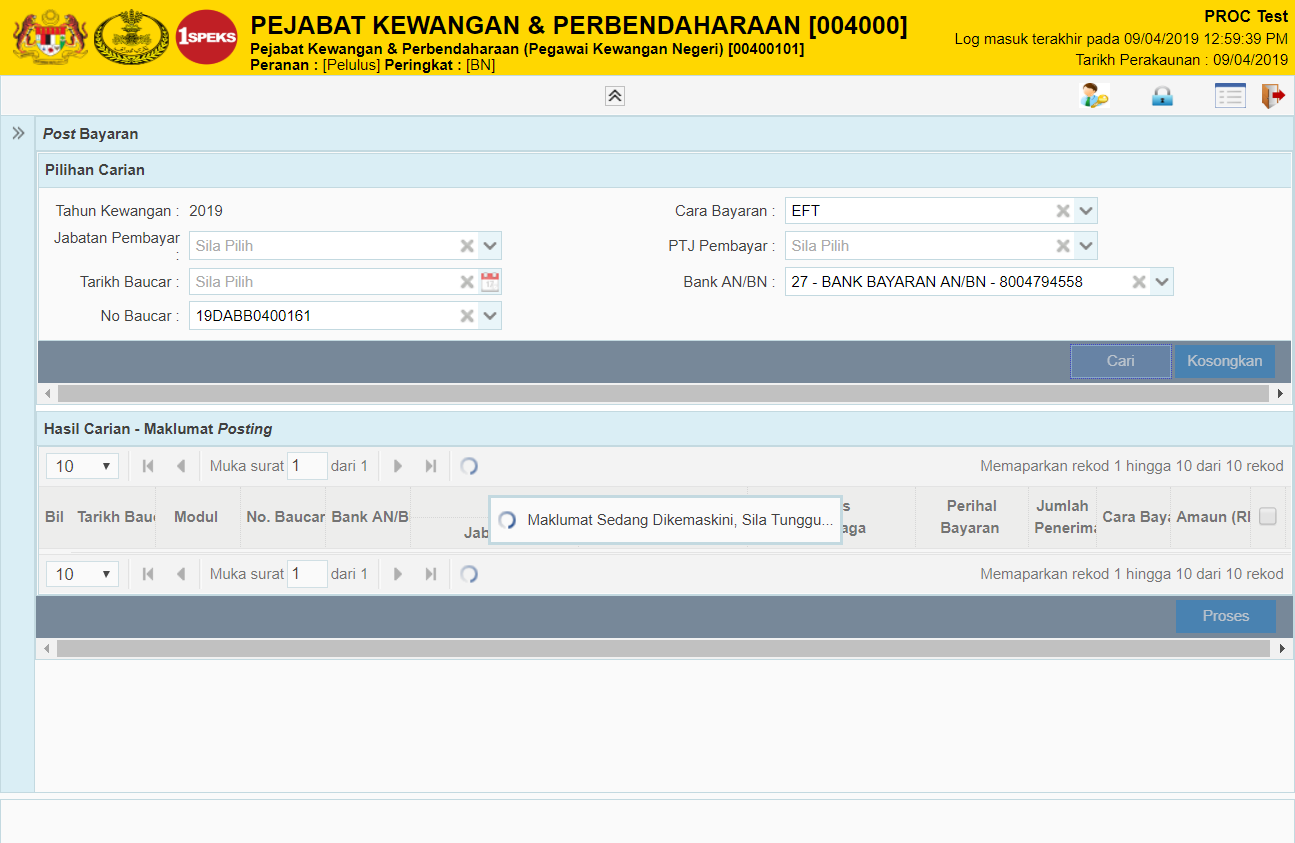 1SPEKS
PEJABAT KEWANGAN & PERBENDAHARAAN [004000]
Pejabat Kewangan & Perbendaharaan (Pegawai Kewangan Negeri) [00400101]
Peranan : [Pelulus] Peringkat : [BN]
PROC Test
Log masuk terakhir pada 09/04/2019 12:59:39 PM
Tarikh Perakaunan : 09/04/2019
Post Bayaran
Pilihan Carian
Tahun Kewangan : 2019
Cara Bayaran : EFT
Jabatan Pembayar : Sila Pilih
PTJ Pembayar : Sila Pilih
Tarikh Baucar : Sila Pilih
Bank AN/BN : 27 - BANK BAYARAN AN/BN - 8004794558
No Baucar : 19DABB0400161
Cari Kosongkan
Hasil Carian - Maklumat Posting
10 Muka surat 1 dari 1 Memaparkan rekod 1 hingga 10 dari 10 rekod
Bil Tarikh Bau Modul No. Baucar Bank AN/B Jab s aga Perihal Bayaran Jumlah Penerima Cara Baya Amaun (R
Maklumat Sedang Dikemaskini, Sila Tunggu...
10 Muka surat 1 dari 1 Memaparkan rekod 1 hingga 10 dari 10 rekod
Proses